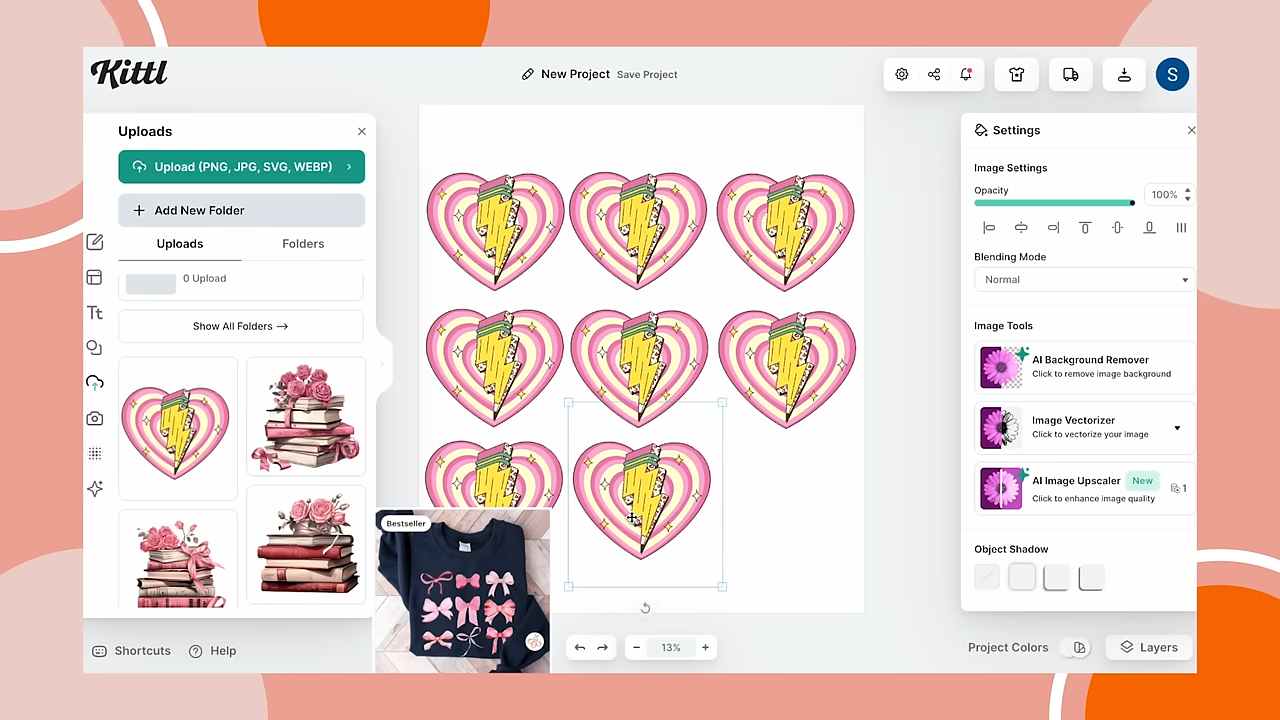 Kittl
New Project Save Project
S
Uploads
Upload (PNG, JPG, SVG, WEBP)
Add New Folder
Uploads Folders
0 Upload
Show All Folders →
Tt
Settings
Image Settings
Opacity
100%
Blending Mode
Normal
Image Tools
AI Background Remover
Click to remove image background
Image Vectorizer
Click to vectorize your image
AI Image Upscaler New
1
Click to enhance image quality
Object Shadow
Bestseller
Shortcuts Help
13%
Project Colors Layers